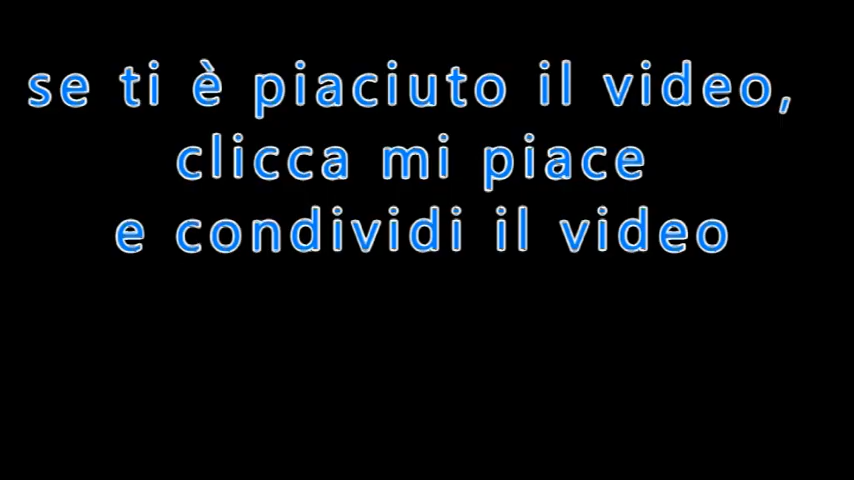 se ti è piaciuto il video,
clicca mi piace
e condividi il video